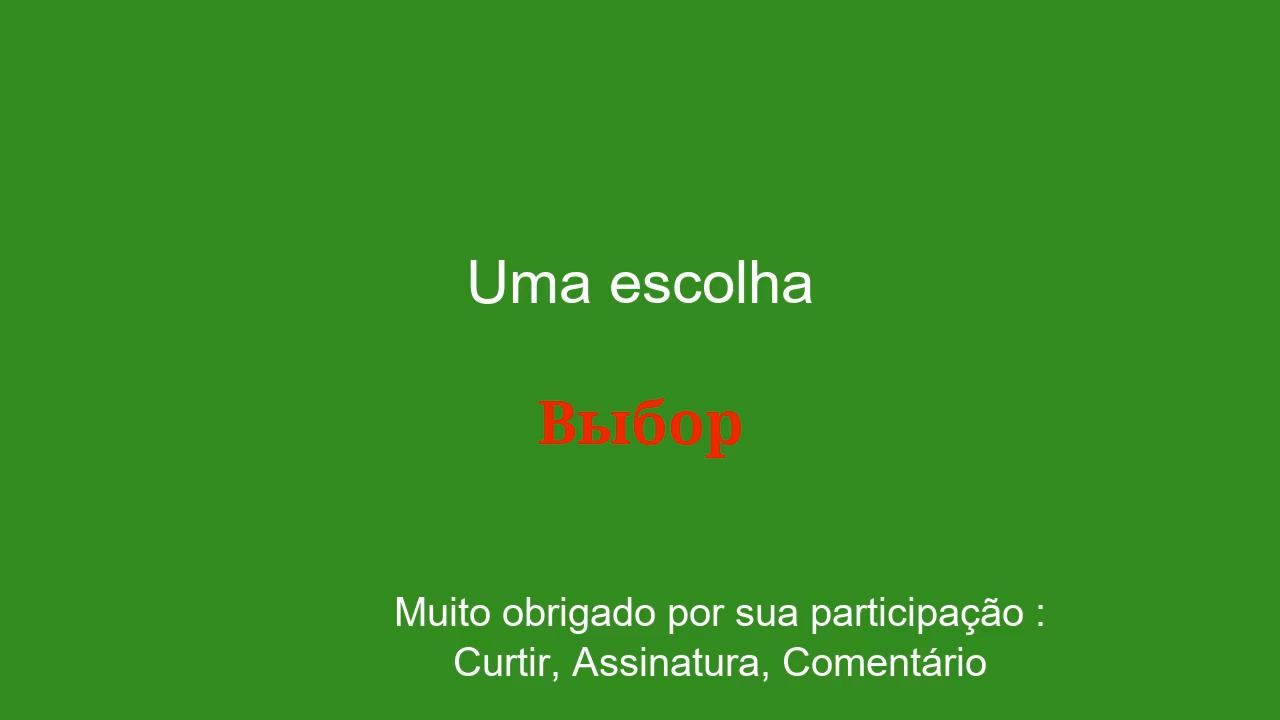 Uma escolha
Выбор
Muito obrigado por sua participação :
Curtir, Assinatura, Comentário